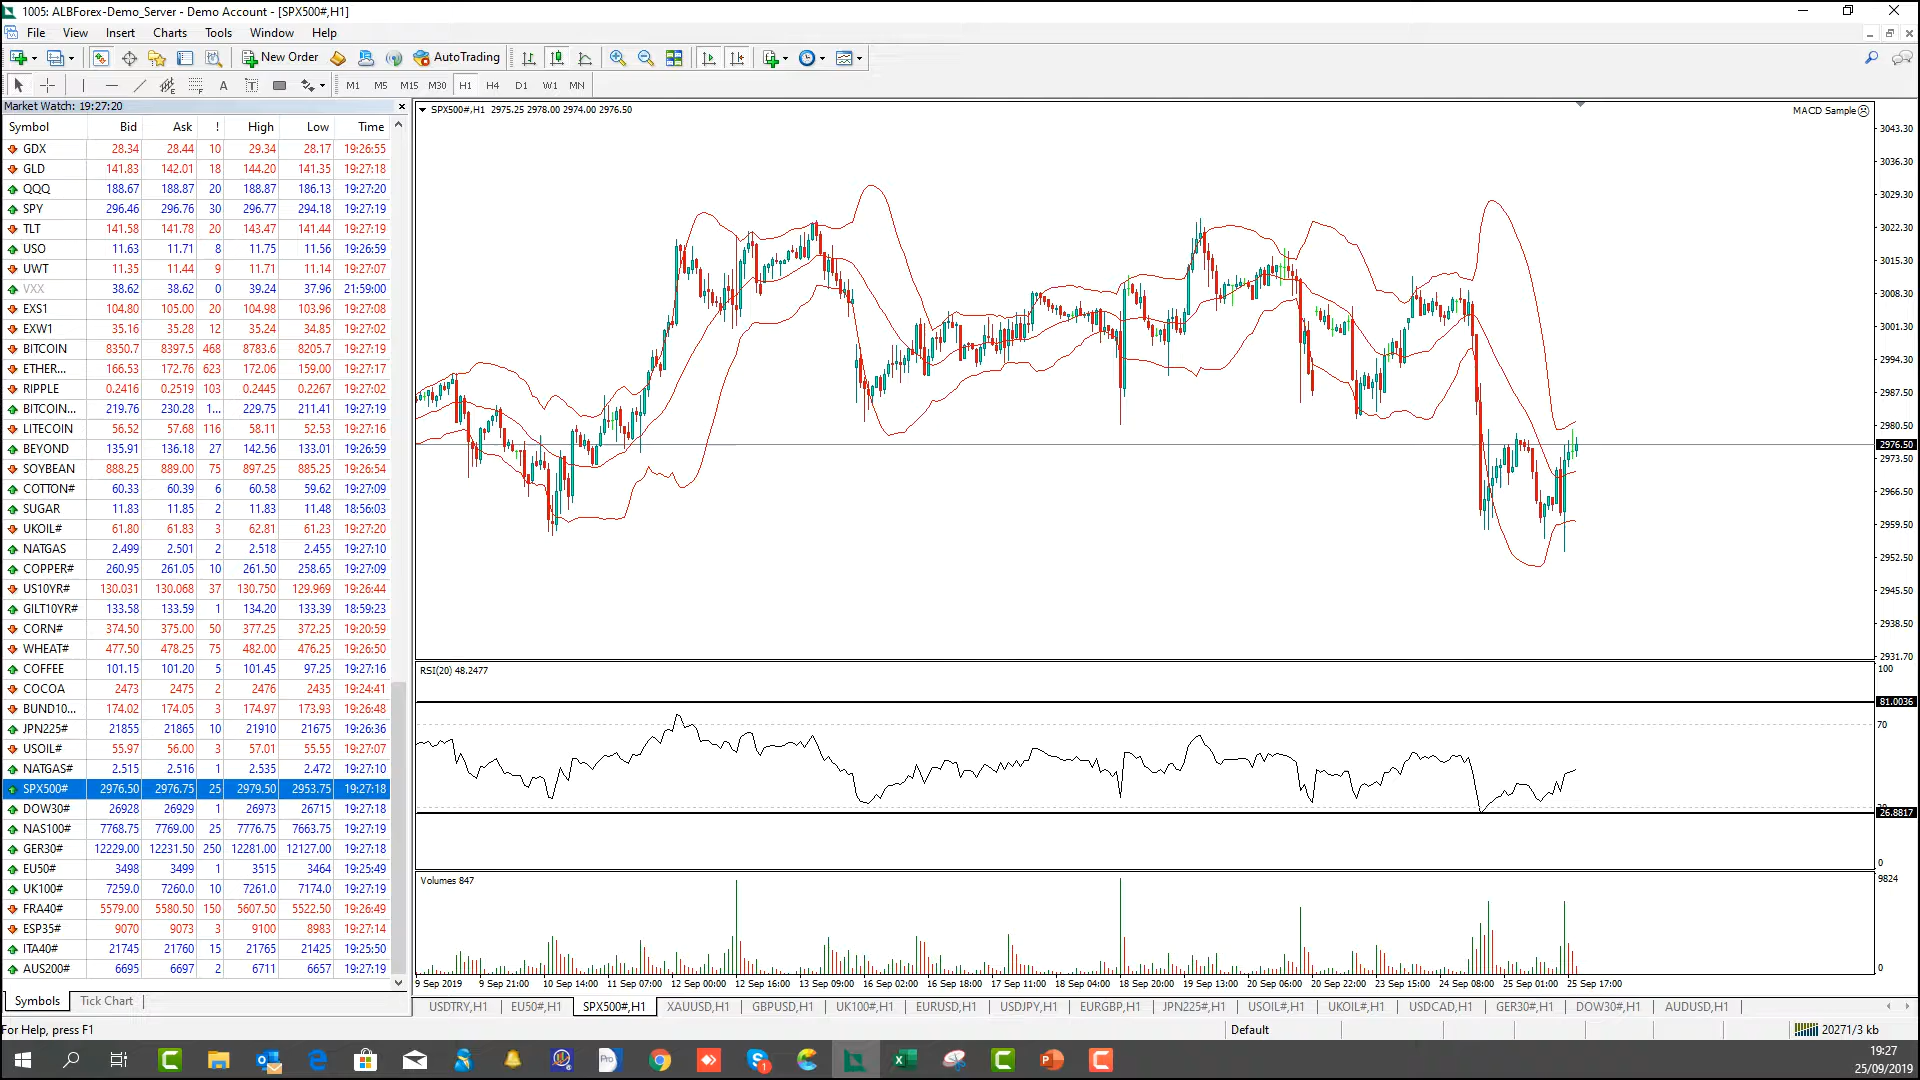 1005: ALBForex-Demo_Server - Demo Account - [SPX500#,H1]
File View Insert Charts Tools Window Help
New Order AutoTrading
A T M1 M5 M15 M30 H1 H4 D1 W1 MN
Market Watch: 19:27:20
Symbol Bid Ask ! High Low Time
GDX 28.34 28.44 10 29.34 28.17 19:26:55
GLD 141.83 142.01 18 144.20 141.35 19:27:18
QQQ 188.67 188.87 20 188.87 186.13 19:27:20
SPY 296.46 296.76 30 296.77 294.18 19:27:19
TLT 141.58 141.78 20 143.47 141.44 19:27:19
USO 11.63 11.71 8 11.75 11.56 19:26:59
UWT 11.35 11.44 9 11.71 11.14 19:27:07
VXX 38.62 38.62 0 39.24 37.96 21:59:00
EXS1 104.80 105.00 20 104.98 103.96 19:27:08
EXW1 35.16 35.28 12 35.24 34.85 19:27:02
BITCOIN 8350.7 8397.5 468 8783.6 8205.7 19:27:19
ETHER... 166.53 172.76 623 172.06 159.00 19:27:17
RIPPLE 0.2416 0.2519 103 0.2445 0.2267 19:27:02
BITCOIN... 219.76 230.28 1... 229.75 211.41 19:27:19
LITECOIN 56.52 57.68 116 58.11 52.53 19:27:16
BEYOND 135.91 136.18 27 142.56 133.01 19:26:59
SOYBEAN 888.25 889.00 75 897.25 885.25 19:26:54
COTTON# 60.33 60.39 6 60.58 59.62 19:27:09
SUGAR 11.83 11.85 2 11.83 11.48 18:56:03
UKOIL# 61.80 61.83 3 62.81 61.23 19:27:20
NATGAS 2.499 2.501 2 2.518 2.455 19:27:10
COPPER# 260.95 261.05 10 261.50 258.65 19:27:09
US10YR# 130.031 130.068 37 130.750 129.969 19:26:44
GILT10YR# 133.58 133.59 1 134.20 133.39 18:59:23
CORN# 374.50 375.00 50 377.25 372.25 19:20:59
WHEAT# 477.50 478.25 75 482.00 476.25 19:26:50
COFFEE 101.15 101.20 5 101.45 97.25 19:27:16
COCOA 2473 2475 2 2476 2435 19:24:41
BUND10... 174.02 174.05 3 174.97 173.93 19:26:48
JPN225# 21855 21865 10 21910 21675 19:26:36
USOIL# 55.97 56.00 3 57.01 55.55 19:27:07
NATGAS# 2.515 2.516 1 2.535 2.472 19:27:10
SPX500# 2976.50 2976.75 25 2979.50 2953.75 19:27:18
DOW30# 26928 26929 1 26973 26715 19:27:19
NAS100# 7768.75 7769.00 25 7776.75 7663.75 19:27:19
GER30# 12229.00 12231.50 250 12281.00 12127.00 19:27:18
EU50# 3498 3499 1 3515 3464 19:25:49
UK100# 7259.0 7260.0 10 7261.0 7174.0 19:27:19
FRA40# 5579.00 5580.50 150 5607.50 5522.50 19:26:49
ESP35# 9070 9073 3 9100 8983 19:27:14
ITA40# 21745 21760 15 21765 21425 19:25:50
AUS200# 6695 6697 2 6711 6657 19:27:19
Symbols Tick Chart
SPX500#,H1 2975.25 2978.00 2974.00 2976.50
MACD Sample
3043.30
3036.30
3029.30
3022.30
3015.30
3008.30
3001.30
2994.30
2987.50
2980.50
2976.50
2973.50
2966.50
2959.50
2952.50
2945.50
2938.50
2931.70
RSI(20) 48.2477
100
81.0036
70
26.8817
0
Volumes 847
9824
0
9 Sep 2019 9 Sep 21:00 10 Sep 14:00 11 Sep 07:00 12 Sep 00:00 12 Sep 16:00 13 Sep 09:00 16 Sep 02:00 16 Sep 18:00 17 Sep 11:00 18 Sep 04:00 18 Sep 20:00 19 Sep 13:00 20 Sep 06:00 20 Sep 22:00 23 Sep 15:00 24 Sep 08:00 25 Sep 01:00 25 Sep 17:00
USDTRY,H1 EU50#,H1 SPX500#,H1 XAUUSD,H1 GBPUSD,H1 UK100#,H1 EURUSD,H1 USDJPY,H1 EURGBP,H1 JPN225#,H1 USOIL#,H1 UKOIL#,H1 USDCAD,H1 GER30#,H1 DOW30#,H1 AUDUSD,H1
For Help, press F1
Default
20271/3 kb
19:27
25/09/2019